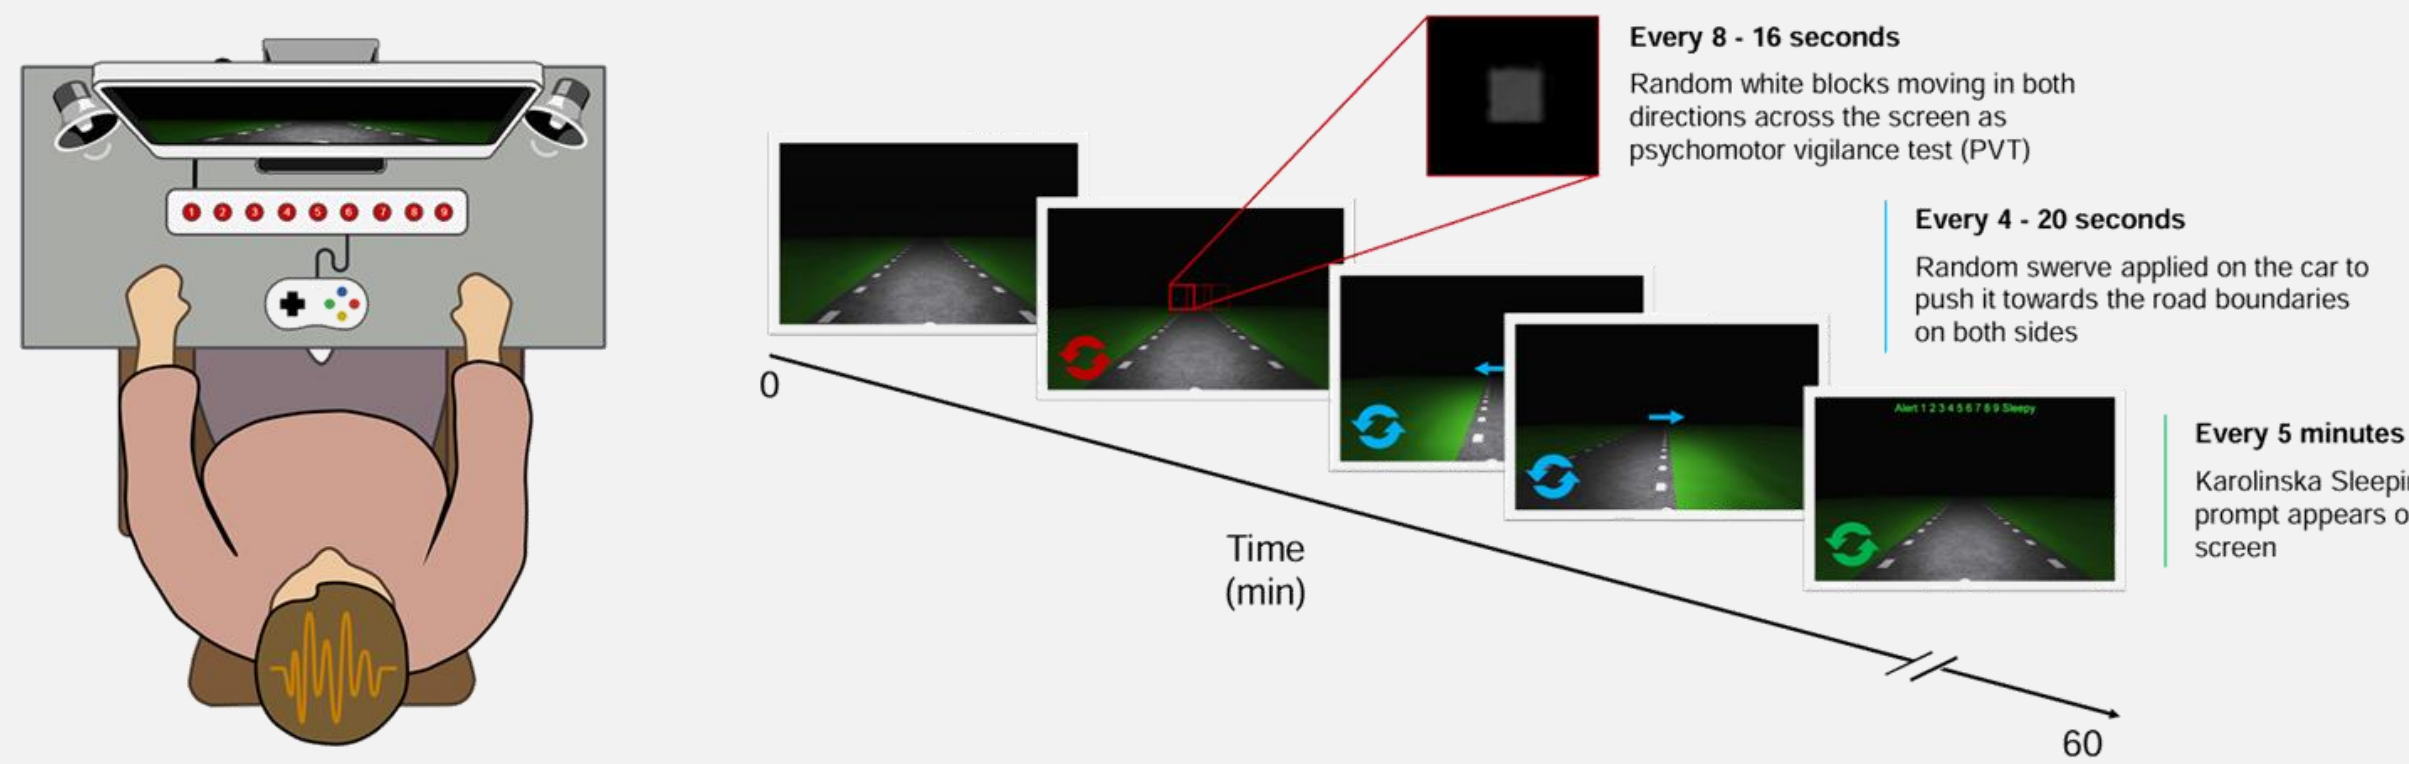 1 2 3 4 5 6 7 8 9
Every 8 - 16 seconds
Random white blocks moving in both
directions across the screen as
psychomotor vigilance test (PVT)
Every 4 - 20 seconds
Random swerve applied on the car to
push it towards the road boundaries
on both sides
Alert 1 2 3 4 5 6 7 8 9 Sleepy
Every 5 minutes
Karolinska
prompt appears
screen
0
Time
(min)
60